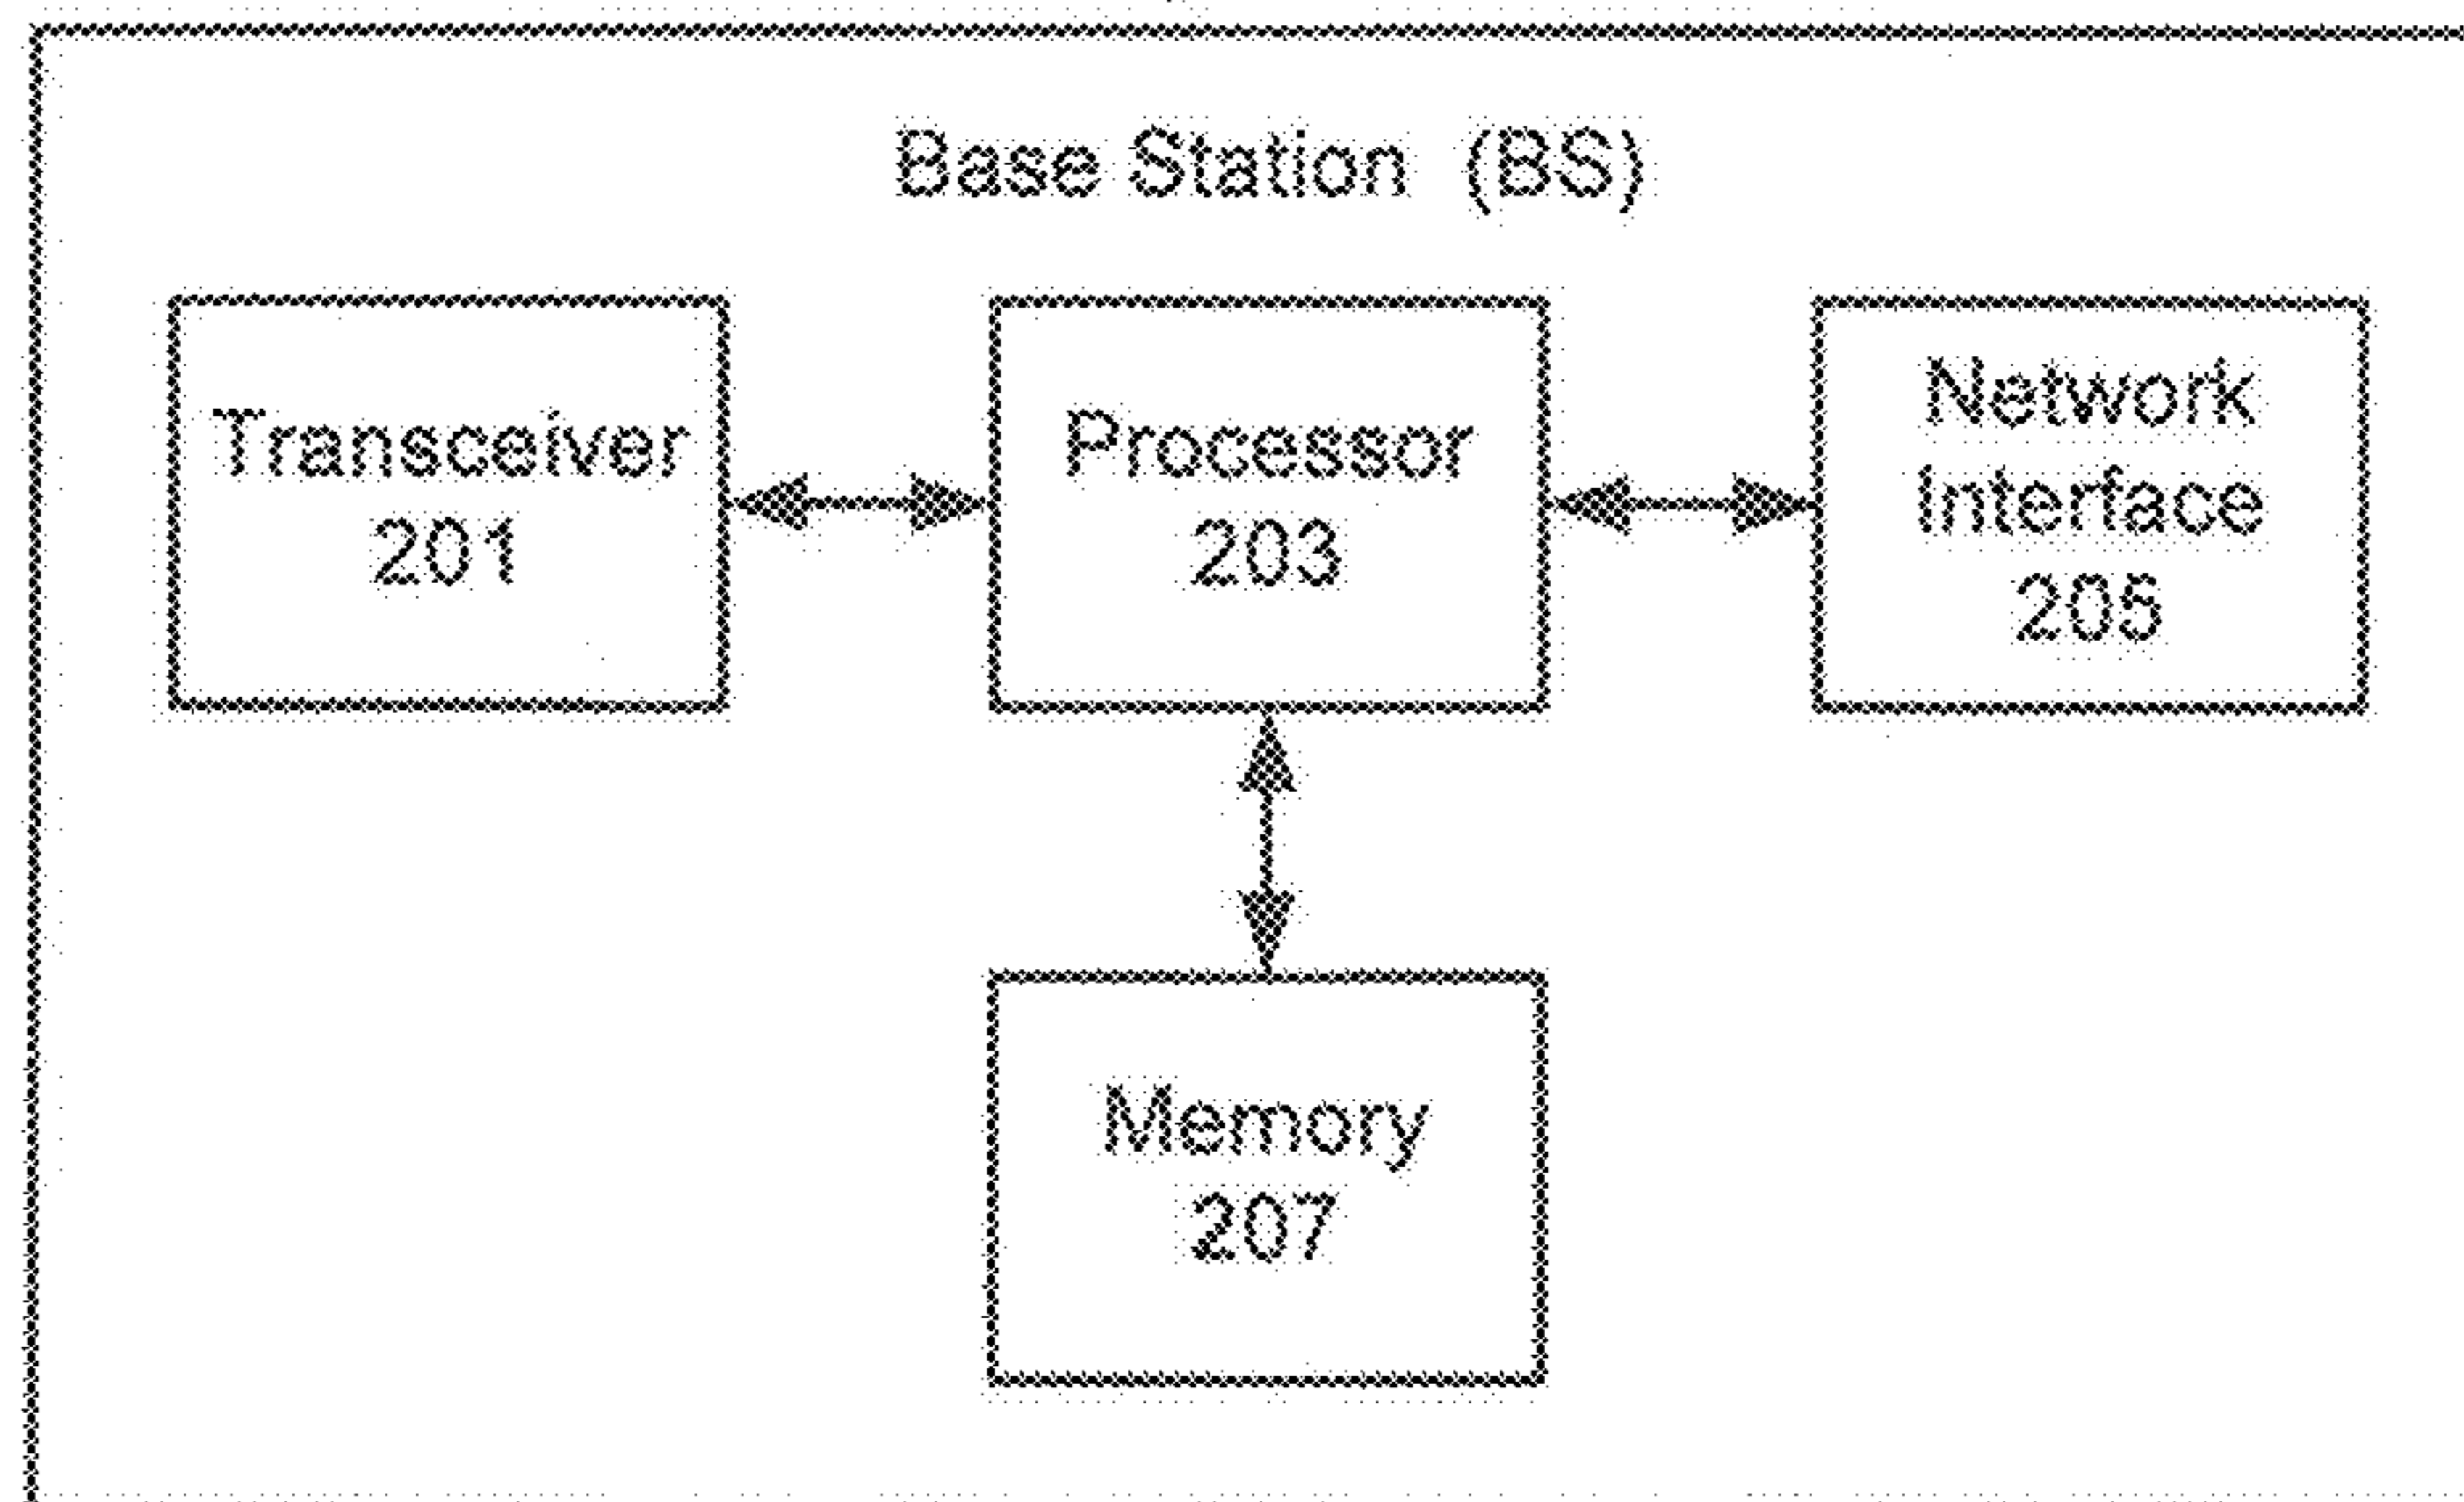 Base Station (BS)
Transceiver
201
Processor
203
Network
Interface
205
Memory
207